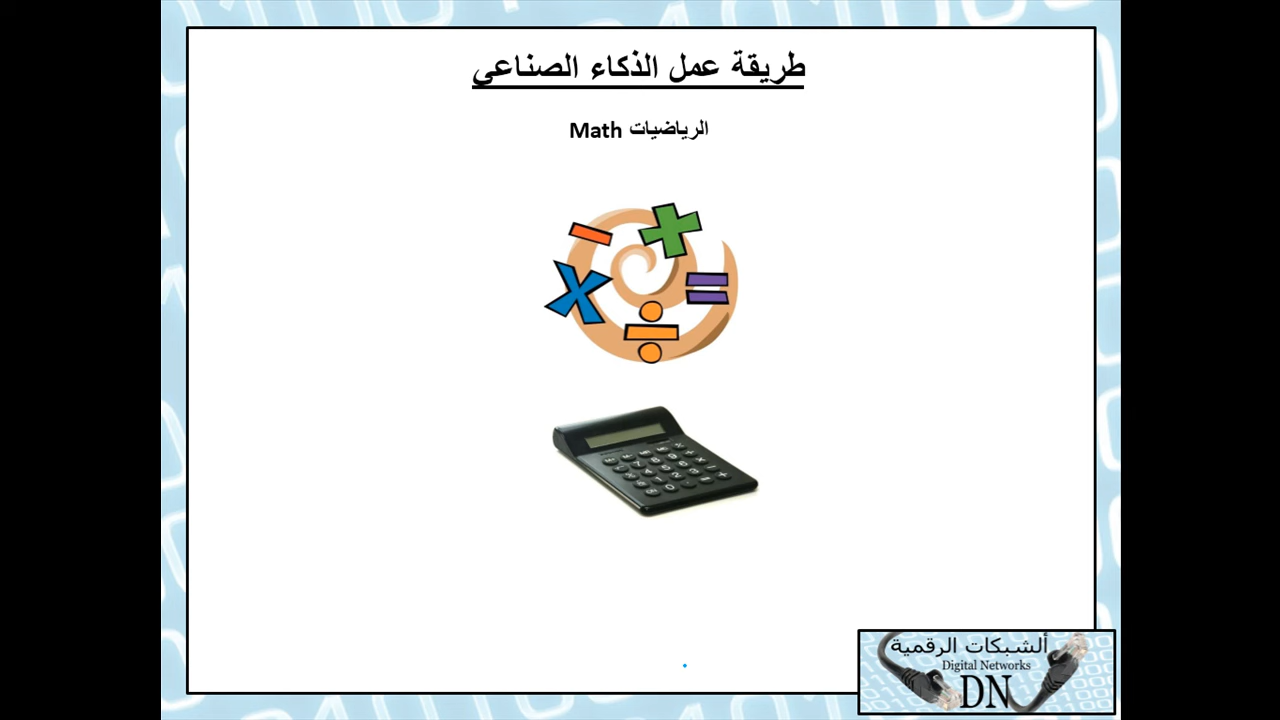 طريقة عمل الذكاء الصناعي
الرياضيات Math
ألشبكات الرقمية
Digital Networks
DN